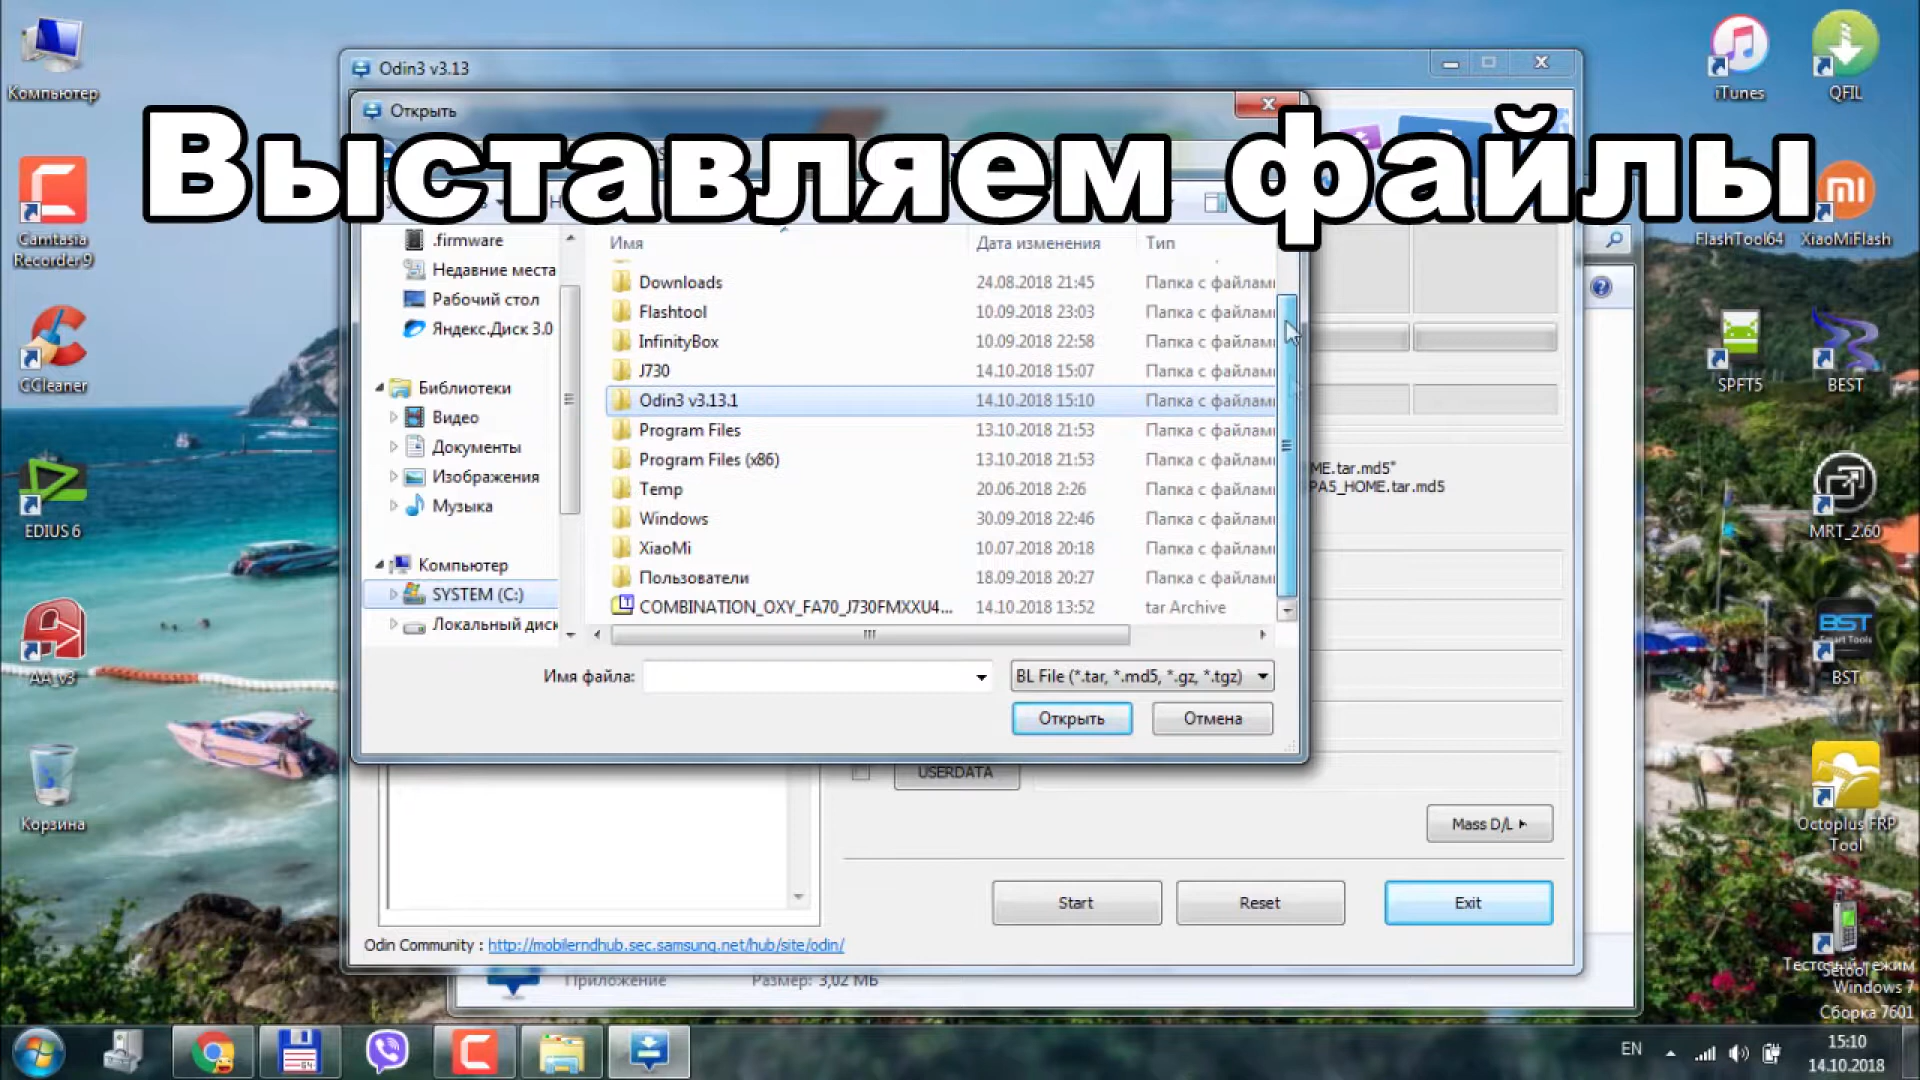 Компьютер
Camtasia
Recorder 9
CCleaner
EDIUS 6
AA_v3
Корзина
Odin3 v3.13
Открыть
Выставляем файлы
iTunes
QFIL
FlashTool64
XiaoMiFlash
SPFT5
BEST
MRT_2.60
BST
Smart Tools
BST
Octoplus FRP
Tool
.firmware
Недавние места
Рабочий стол
Яндекс.Диск 3.0
Библиотеки
Видео
Документы
Изображения
Музыка
Компьютер
SYSTEM (C:)
Локальный диск
Имя Дата изменения Тип
Downloads 24.08.2018 21:45 Папка с файлами
Flashtool 10.09.2018 23:03 Папка с файлами
InfinityBox 10.09.2018 22:58 Папка с файлами
J730 14.10.2018 15:07 Папка с файлами
Odin3 v3.13.1 14.10.2018 15:10 Папка с файлами
Program Files 13.10.2018 21:53 Папка с файлами
Program Files (x86) 13.10.2018 21:53 Папка с файлами
Temp 20.06.2018 2:26 Папка с файлами
Windows 30.09.2018 22:46 Папка с файлами
XiaoMi 10.07.2018 20:18 Папка с файлами
Пользователи 18.09.2018 20:27 Папка с файлами
COMBINATION_OXY_FA70_J730FMXXU4... 14.10.2018 13:52 tar Archive
Имя файла:
BL File (*.tar, *.md5, *.gz, *.tgz)
Открыть
Отмена
ME.tar.md5"
PA5_HOME.tar.md5
USERDATA
Mass D/L
Start
Reset
Exit
Odin Community : http://mobilerndhub.sec.samsung.net/hub/site/odin/
Приложение
Размер: 3,02 МБ
Тестовый режим
Setool
Windows 7
Сборка 7601
EN
15:10
14.10.2018